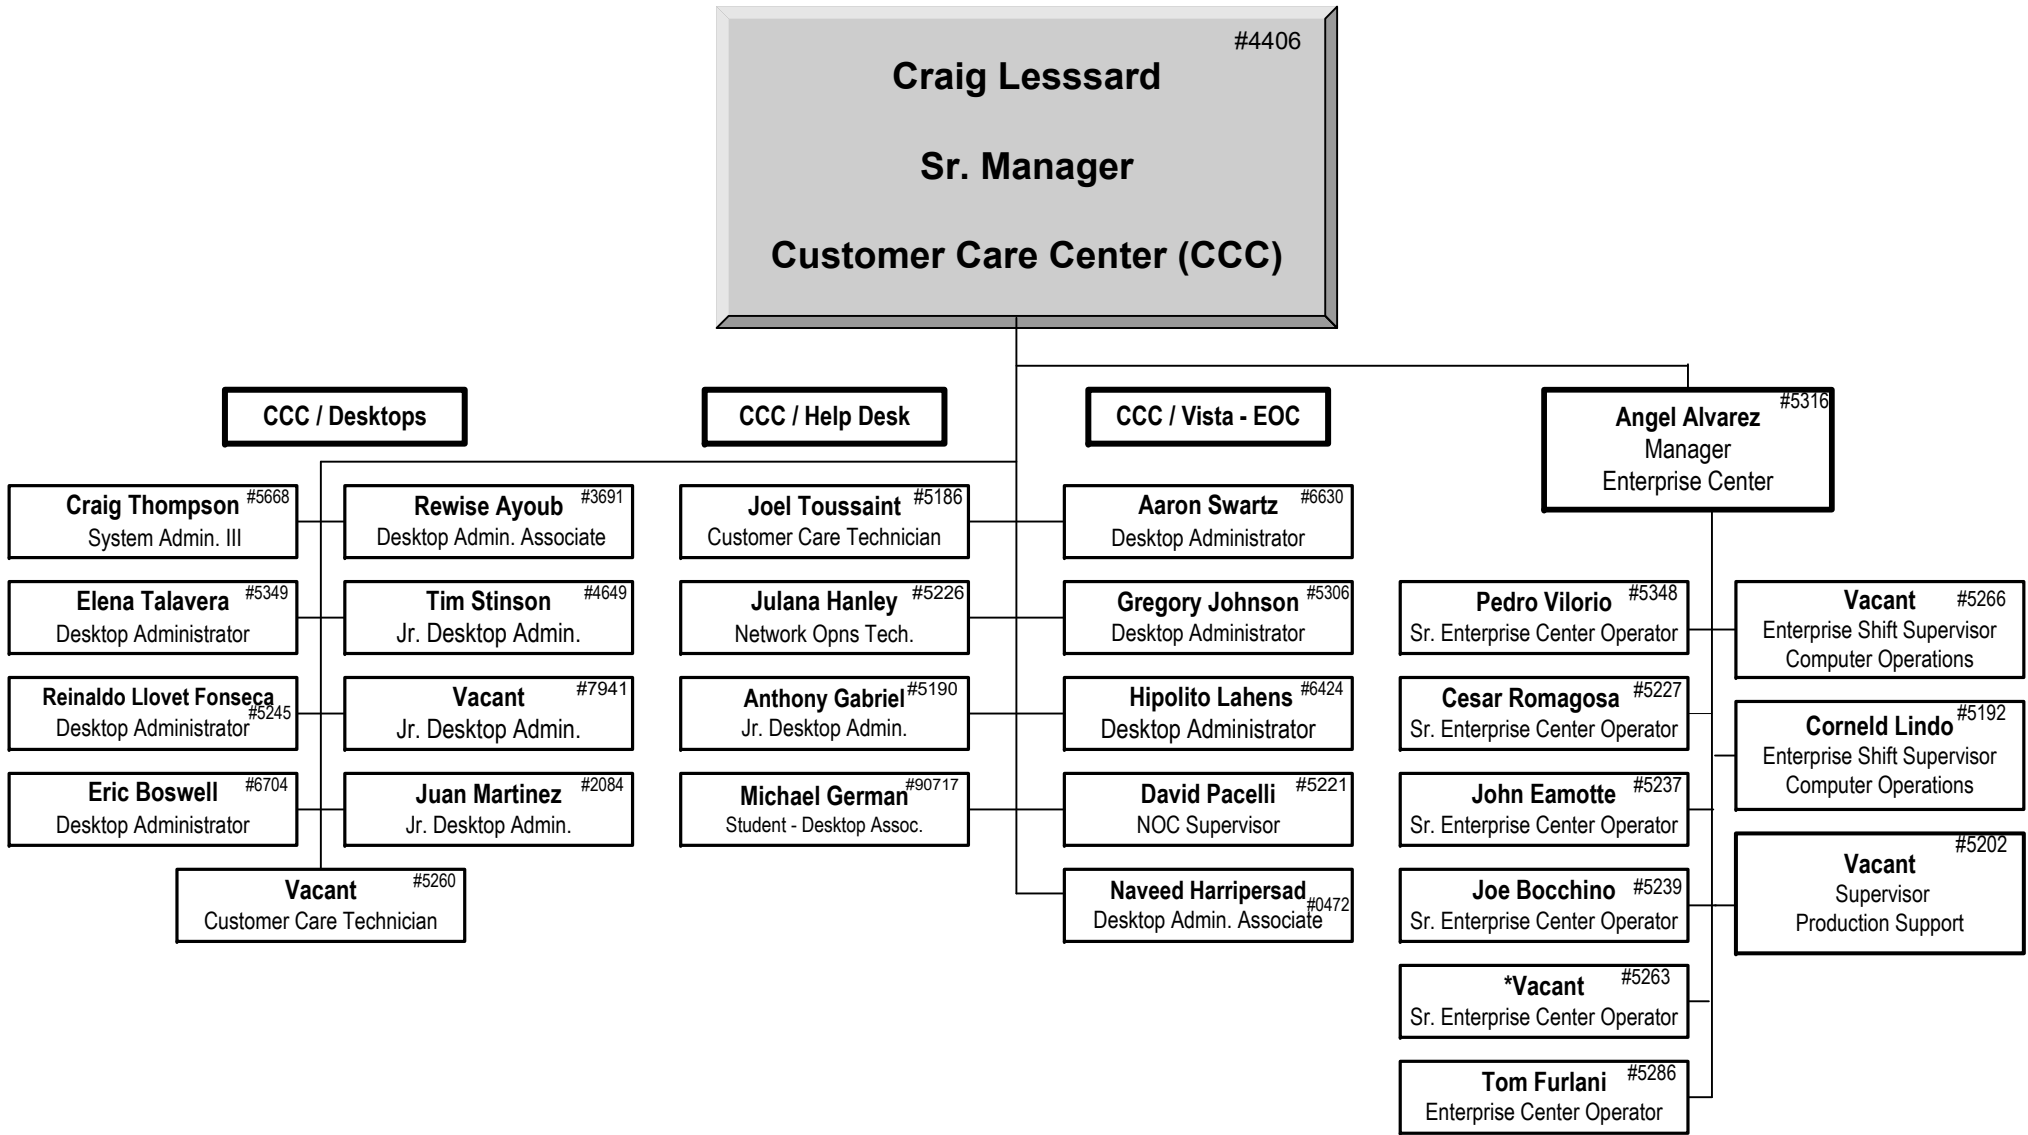 #4406
Craig Lesssard
Sr. Manager
Customer Care Center (CCC)
CCC / Desktops
CCC / Help Desk
CCC / Vista - EOC
Angel Alvarez #5316
Manager
Enterprise Center
Craig Thompson #5668
System Admin. III
Rewise Ayoub #3691
Desktop Admin. Associate
Elena Talavera #5349
Desktop Administrator
Tim Stinson #4649
Jr. Desktop Admin.
Reinaldo Llovet Fonseca
Desktop Administrator #5245
Vacant #7941
Jr. Desktop Admin.
Eric Boswell #6704
Desktop Administrator
Juan Martinez #2084
Jr. Desktop Admin.
Vacant #5260
Customer Care Technician
Joel Toussaint #5186
Customer Care Technician
Julana Hanley #5226
Network Opns Tech.
Anthony Gabriel #5190
Jr. Desktop Admin.
Michael German #90717
Student - Desktop Assoc.
Aaron Swartz #6630
Desktop Administrator
Gregory Johnson #5306
Desktop Administrator
Hipolito Lahens #6424
Desktop Administrator
David Pacelli #5221
NOC Supervisor
Naveed Harripersad
Desktop Admin. Associate #0472
Pedro Vilorio #5348
Sr. Enterprise Center Operator
Cesar Romagosa #5227
Sr. Enterprise Center Operator
John Eamotte #5237
Sr. Enterprise Center Operator
Joe Bocchino #5239
Sr. Enterprise Center Operator
*Vacant #5263
Sr. Enterprise Center Operator
Tom Furlani #5286
Enterprise Center Operator
Vacant #5266
Enterprise Shift Supervisor
Computer Operations
Corneld Lindo #5192
Enterprise Shift Supervisor
Computer Operations
Vacant #5202
Supervisor
Production Support